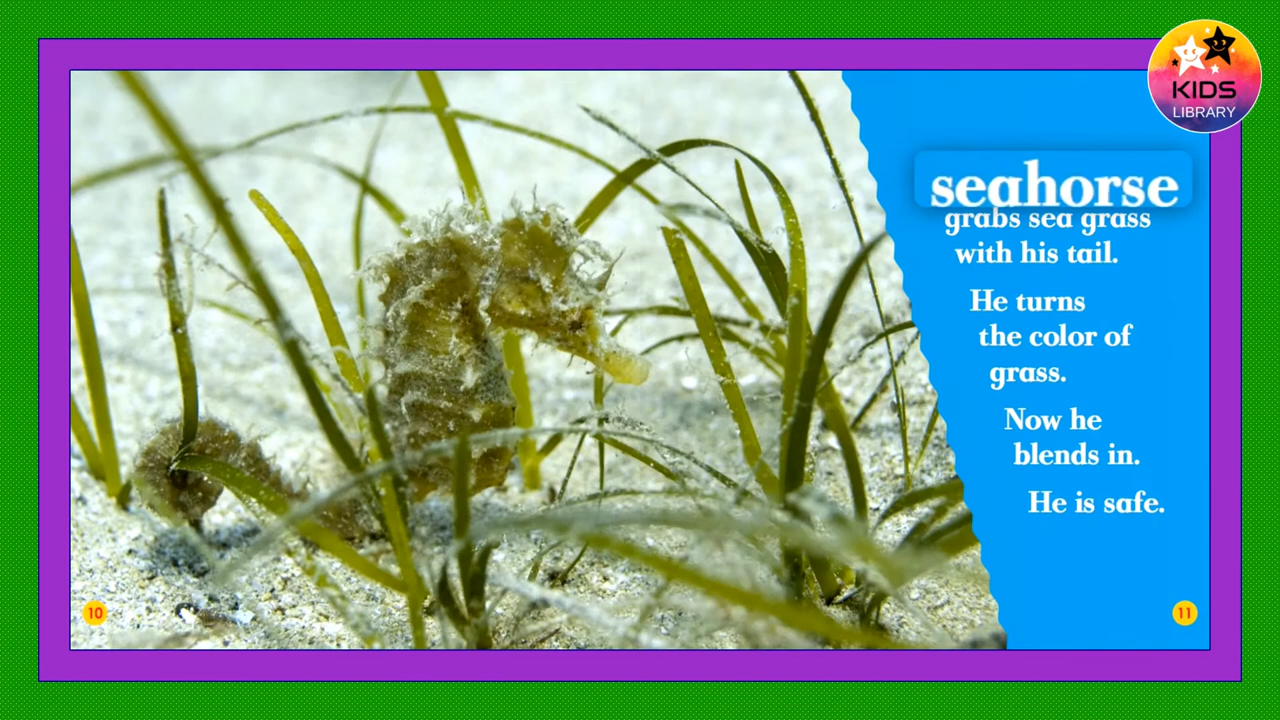 KIDS
LIBRARY
seahorse
grabs sea grass
with his tail.
He turns
the color of
grass.
Now he
blends in.
He is safe.
10
11